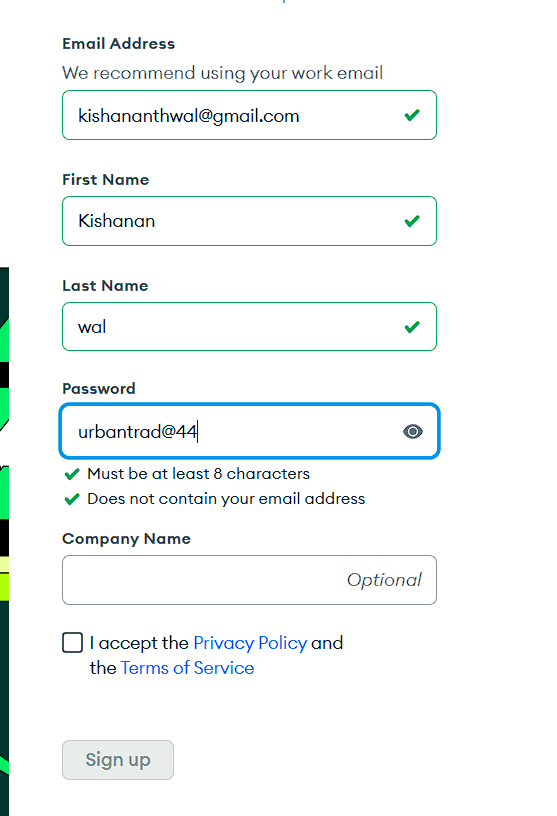 Email Address
We recommend using your work email
kishananthwal@gmail.com
First Name
Kishanan
Last Name
wal
Password
urbantrad@44
Must be at least 8 characters
Does not contain your email address
Company Name
Optional
I accept the Privacy Policy and
the Terms of Service
Sign up